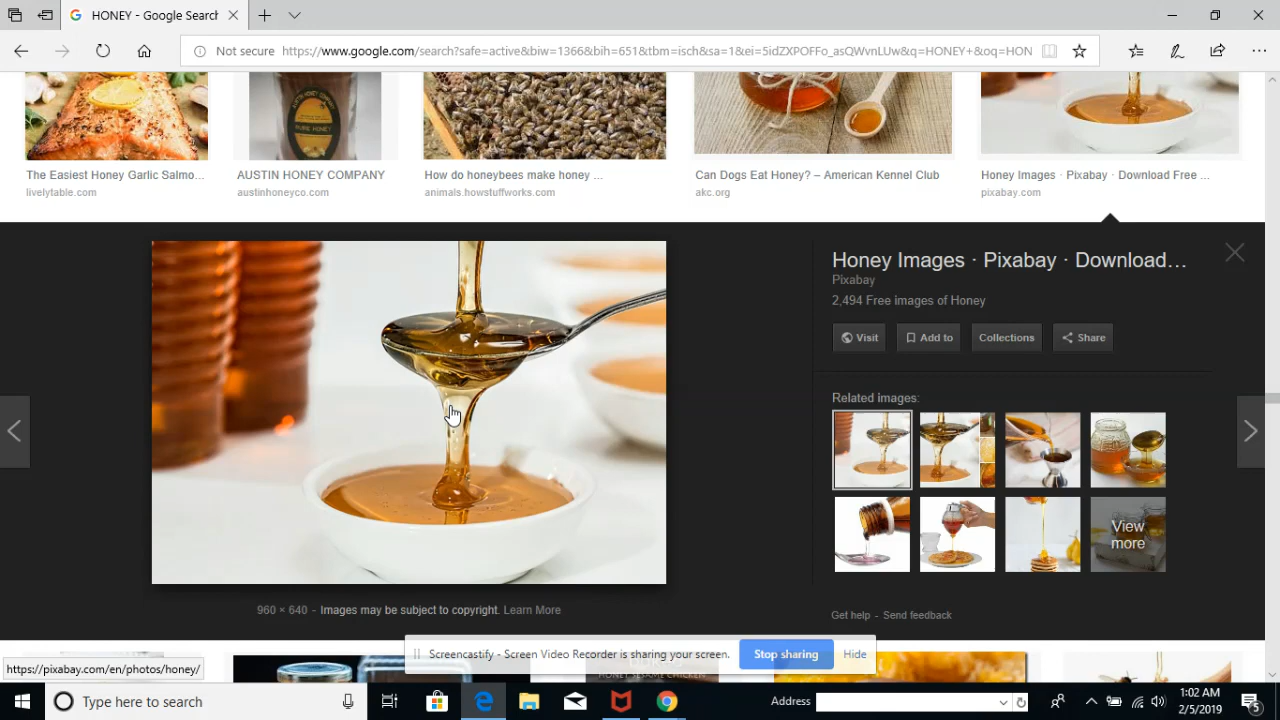 HONEY - Google Search
Not secure https://www.google.com/search?safe=active&biw=1366&bih=651&tbm=isch&sa=1&ei=5idZXPOFFo_asQWvnLUw&q=HONEY+&oq=HON
PURE HONEY
The Easiest Honey Garlic Salmo...
AUSTIN HONEY COMPANY
How do honeybees make honey ...
Can Dogs Eat Honey? – American Kennel Club
Honey Images · Pixabay · Download Free ...
livelytable.com
austinhoneyco.com
animals.howstuffworks.com
akc.org
pixabay.com
Honey Images · Pixabay · Download...
Pixabay
2,494 Free images of Honey
Visit
Add to
Collections
Share
Related images:
View
more
960 × 640 - Images may be subject to copyright. Learn More
Get help - Send feedback
Screencastify - Screen Video Recorder is sharing your screen.
Stop sharing
Hide
https://pixabay.com/en/photos/honey/
HONEY SESAME CHICKEN
Type here to search
Address
1:02 AM
2/5/2019
5